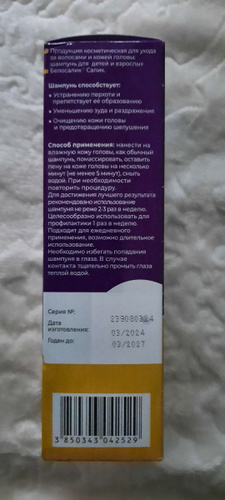 Продукция косметическая для ухода
за волосами и кожей головы:
шампунь для детей и взрослых
Белосалик Салик.
Шампунь способствует:
• Устранению перхоти и
препятствует её образованию
• Уменьшению зуда и раздражения
• Очищению кожи головы
и предотвращению шелушения
Способ применения: нанести на
влажную кожу головы, как обычный
шампунь, помассировать, оставить
пену на коже головы на несколько
минут (не менее 5 минут), смыть
водой. При необходимости
повторить процедуру.
Для достижения лучшего результата
рекомендовано использование
шампуня не реже 2-3 раз в неделю.
Целесообразно использовать для
профилактики 1 раз в неделю.
Подходит для ежедневного
применения, возможно длительное
использование.
Необходимо избегать попадания
шампуня в глаза. В случае
контакта тщательно промыть глаза
теплой водой.
Серия №:
Дата 233080324
изготовления: 03/2024
Годен до: 03/2027
3 850343 042529